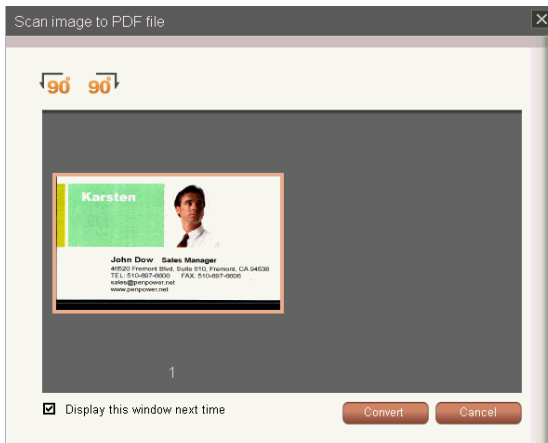 Scan image to PDF file
90° 90°
Karsten
John Dow Sales Manager
46520 Fremont Blvd, Suite 610, Fremont, CA 94538
TEL: 510-897-6600 FAX: 510-897-6606
sales@penpower.net
www.penpower.net
1
Display this window next time
Convert Cancel